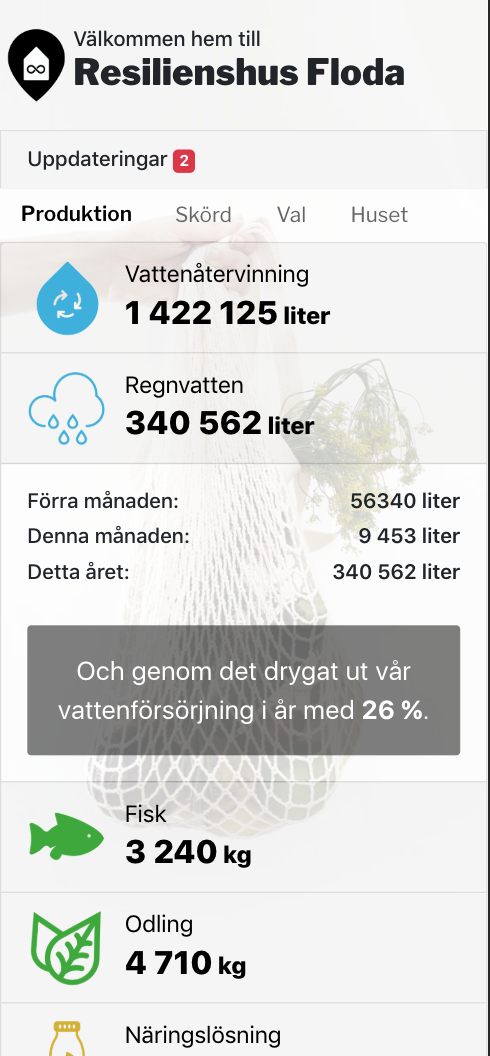 Välkommen hem till
Resilienshus Floda
Uppdateringar 2
Produktion Skörd Val Huset
Vattenåtervinning
1 422 125 liter
Regnvatten
340 562 liter
Förra månaden: 56340 liter
Denna månaden: 9 453 liter
Detta året: 340 562 liter
Och genom det drygat ut vår
vattenförsörjning i år med 26 %.
Fisk
3 240 kg
Odling
4 710 kg
Näringslösning